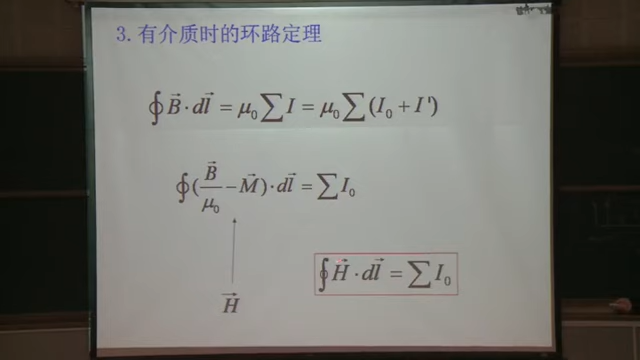 3. 有介质时的环路定理
∮ B⃗ · dl⃗ = μ₀ ∑ I = μ₀ ∑ (I₀ + I')
∮ (B⃗/μ₀ − M⃗) · dl⃗ = ∑ I₀
∮ H⃗ · dl⃗ = ∑ I₀
H⃗